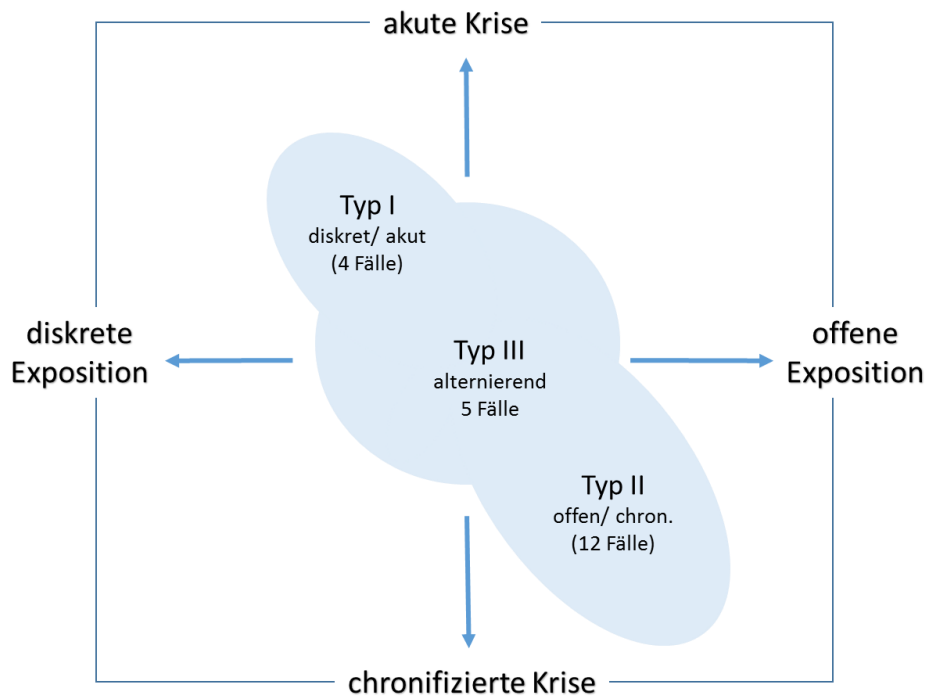 akute Krise
Typ I
diskret/ akut
(4 Fälle)
diskrete
Exposition
Typ III
alternierend
5 Fälle
offene
Exposition
Typ II
offen/ chron.
(12 Fälle)
chronifizierte Krise